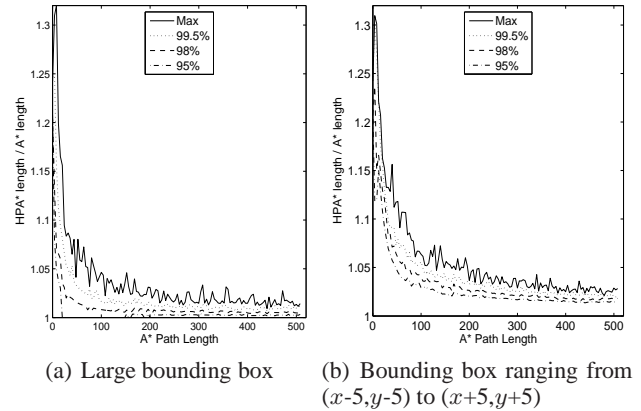 1.3
1.25
1.2
1.15
1.1
1.05
1
HPA* length / A* length
Max
99.5%
98%
95%
0 100 200 300 400 500
A* Path Length
(a) Large bounding box
1.3
1.25
1.2
1.15
1.1
1.05
1
HPA* length / A* length
Max
99.5%
98%
95%
0 100 200 300 400 500
A* Path Length
(b) Bounding box ranging from
(x-5,y-5) to (x+5,y+5)